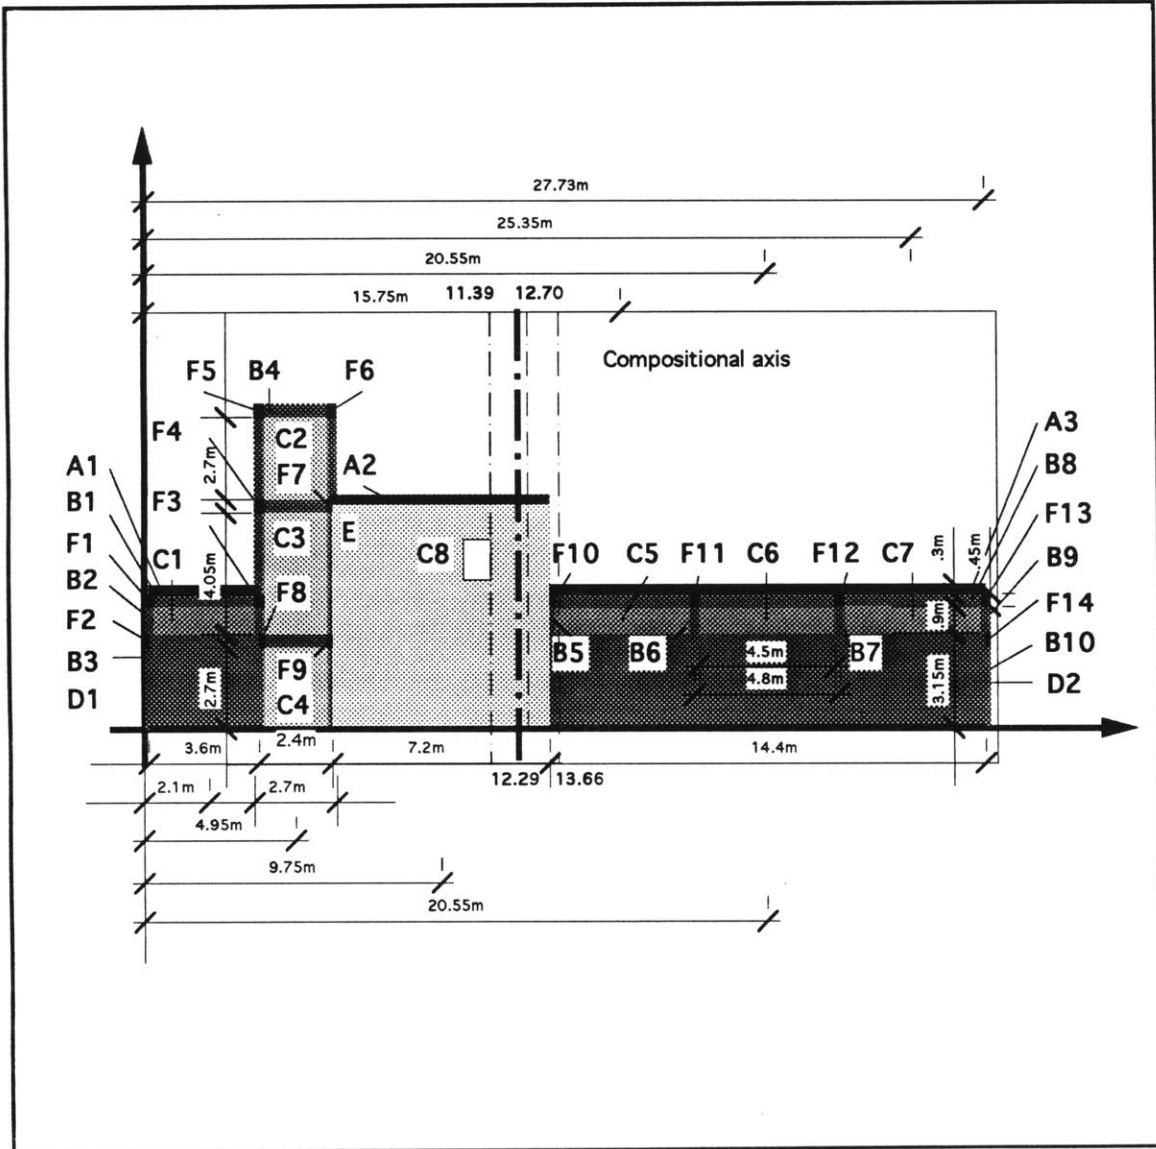 27.73m
25.35m
20.55m
15.75m 11.39 12.70
Compositional axis
F5 B4 F6
F4 C2 A3
2.7m
A1 F7 A2 B8
B1 F3 F13
C3 E
F1 C1 4.05m C8 F10 C5 F11 C6 F12 C7 .3m .45m B9
B2 F8 F14
F2 .9m
B3 B5 B6 4.5m B7 B10
F9 4.8m
D1 2.7m C4 3.15m D2
3.6m 2.4m 7.2m 14.4m
12.29 13.66
2.1m 2.7m
4.95m
9.75m
20.55m